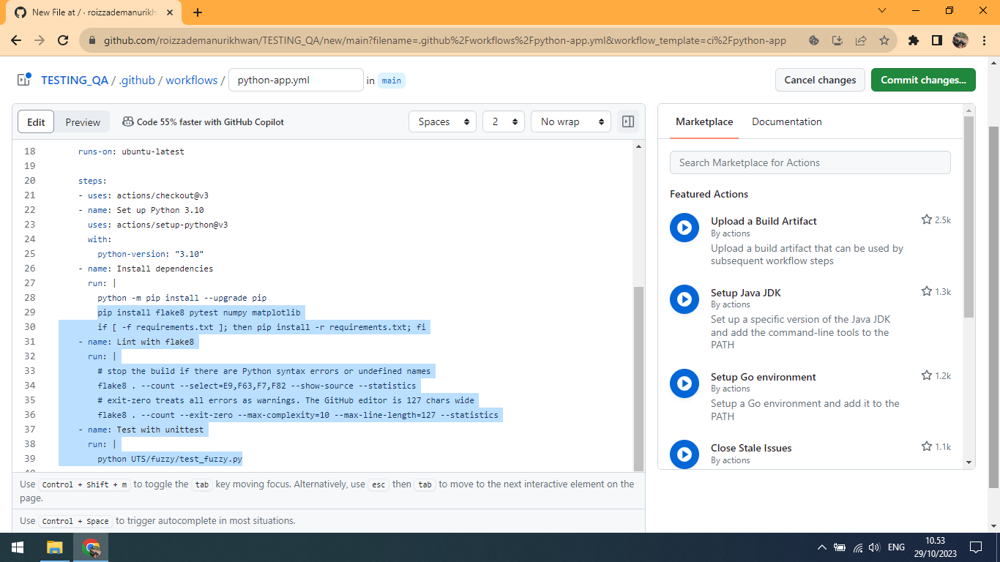 New File at / · roizzademanurikh
github.com/roizzademanurikhwan/TESTING_QA/new/main?filename=.github%2Fworkflows%2Fpython-app.yml&workflow_template=ci%2Fpython-app
TESTING_QA / .github / workflows / python-app.yml in main
Cancel changes
Commit changes...
Edit
Preview
Code 55% faster with GitHub Copilot
Spaces
2
No wrap
18 runs-on: ubuntu-latest
19
20 steps:
21 - uses: actions/checkout@v3
22 - name: Set up Python 3.10
23 uses: actions/setup-python@v3
24 with:
25 python-version: "3.10"
26 - name: Install dependencies
27 run: |
28 python -m pip install --upgrade pip
29 pip install flake8 pytest numpy matplotlib
30 if [ -f requirements.txt ]; then pip install -r requirements.txt; fi
31 - name: Lint with flake8
32 run: |
33 # stop the build if there are Python syntax errors or undefined names
34 flake8 . --count --select=E9,F63,F7,F82 --show-source --statistics
35 # exit-zero treats all errors as warnings. The GitHub editor is 127 chars wide
36 flake8 . --count --exit-zero --max-complexity=10 --max-line-length=127 --statistics
37 - name: Test with unittest
38 run: |
39 python UTS/fuzzy/test_fuzzy.py
Use Control + Shift + m to toggle the tab key moving focus. Alternatively, use esc then tab to move to the next interactive element on the
page.
Use Control + Space to trigger autocomplete in most situations.
Marketplace
Documentation
Search Marketplace for Actions
Featured Actions
Upload a Build Artifact
2.5k
By actions
Upload a build artifact that can be used by
subsequent workflow steps
Setup Java JDK
1.3k
By actions
Set up a specific version of the Java JDK
and add the command-line tools to the
PATH
Setup Go environment
1.2k
By actions
Setup a Go environment and add it to the
PATH
Close Stale Issues
1.1k
By actions
ENG
10.53
29/10/2023